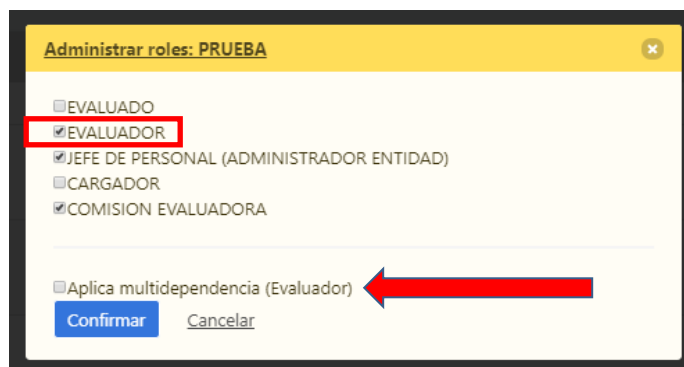 Administrar roles: PRUEBA
EVALUADO
EVALUADOR
JEFE DE PERSONAL (ADMINISTRADOR ENTIDAD)
CARGADOR
COMISION EVALUADORA
Aplica multidependencia (Evaluador)
Confirmar Cancelar